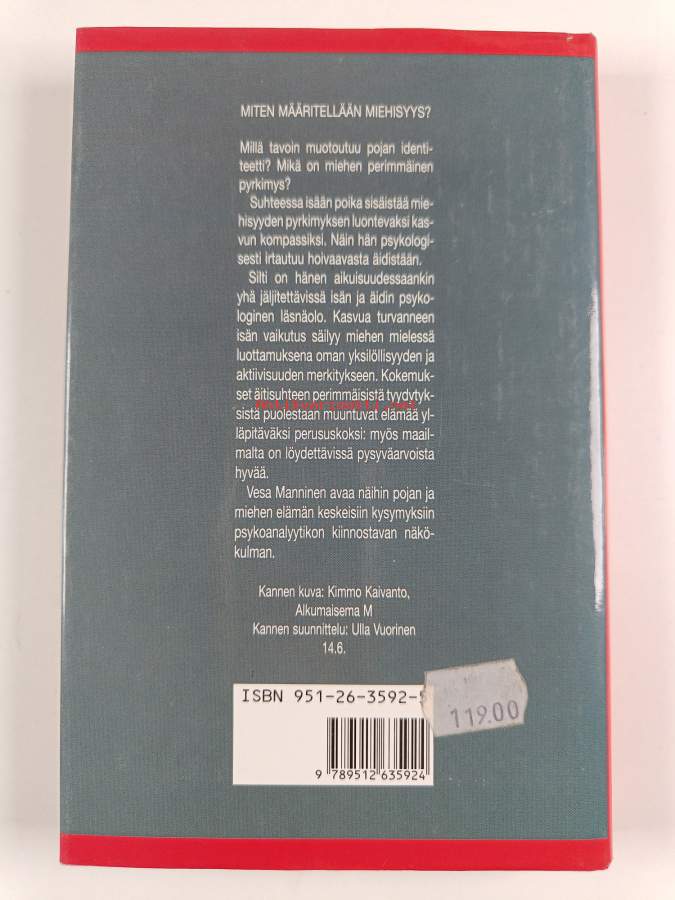 MITEN MÄÄRITELLÄÄN MIEHISYYS?
Millä tavoin muotoutuu pojan identi-
teetti? Mikä on miehen perimmäinen
pyrkimys?
Suhteessa isään poika sisäistää mie-
hisyyden pyrkimyksen luontevaksi kas-
vun kompassiksi. Näin hän psykologi-
sesti irtautuu hoivaavasta äidistään.
Silti on hänen aikuisuudessaankin
yhä jäljitettävissä isän ja äidin psyko-
loginen läsnäolo. Kasvua turvanneen
isän vaikutus säilyy miehen mielessä
luottamuksena oman yksilöllisyyden ja
aktiivisuuden merkitykseen. Kokemuk-
set äitisuhteen perimmäisistä tyydytyk-
sistä puolestaan muuntuvat elämää yl-
läpitäväksi perususkoksi: myös maail-
malta on löydettävissä pysyväarvoista
hyvää.
Vesa Manninen avaa näihin pojan ja
miehen elämän keskeisiin kysymyksiin
psykoanalyytikon kiinnostavan näkö-
kulman.
Kannen kuva: Kimmo Kaivanto,
Alkumaisema M
Kannen suunnittelu: Ulla Vuorinen
14.6.
ISBN 951-26-3592-
119.00
9 789512 635924